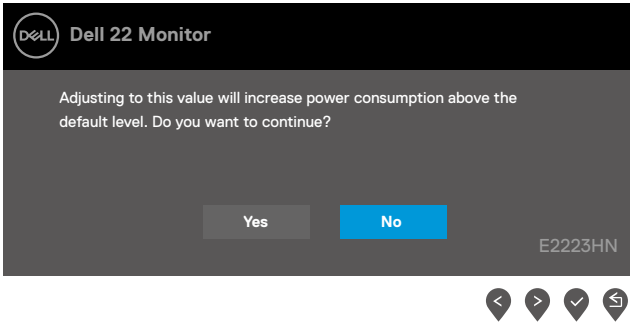 DELL Dell 22 Monitor
Adjusting to this value will increase power consumption above the
default level. Do you want to continue?
Yes No
E2223HN